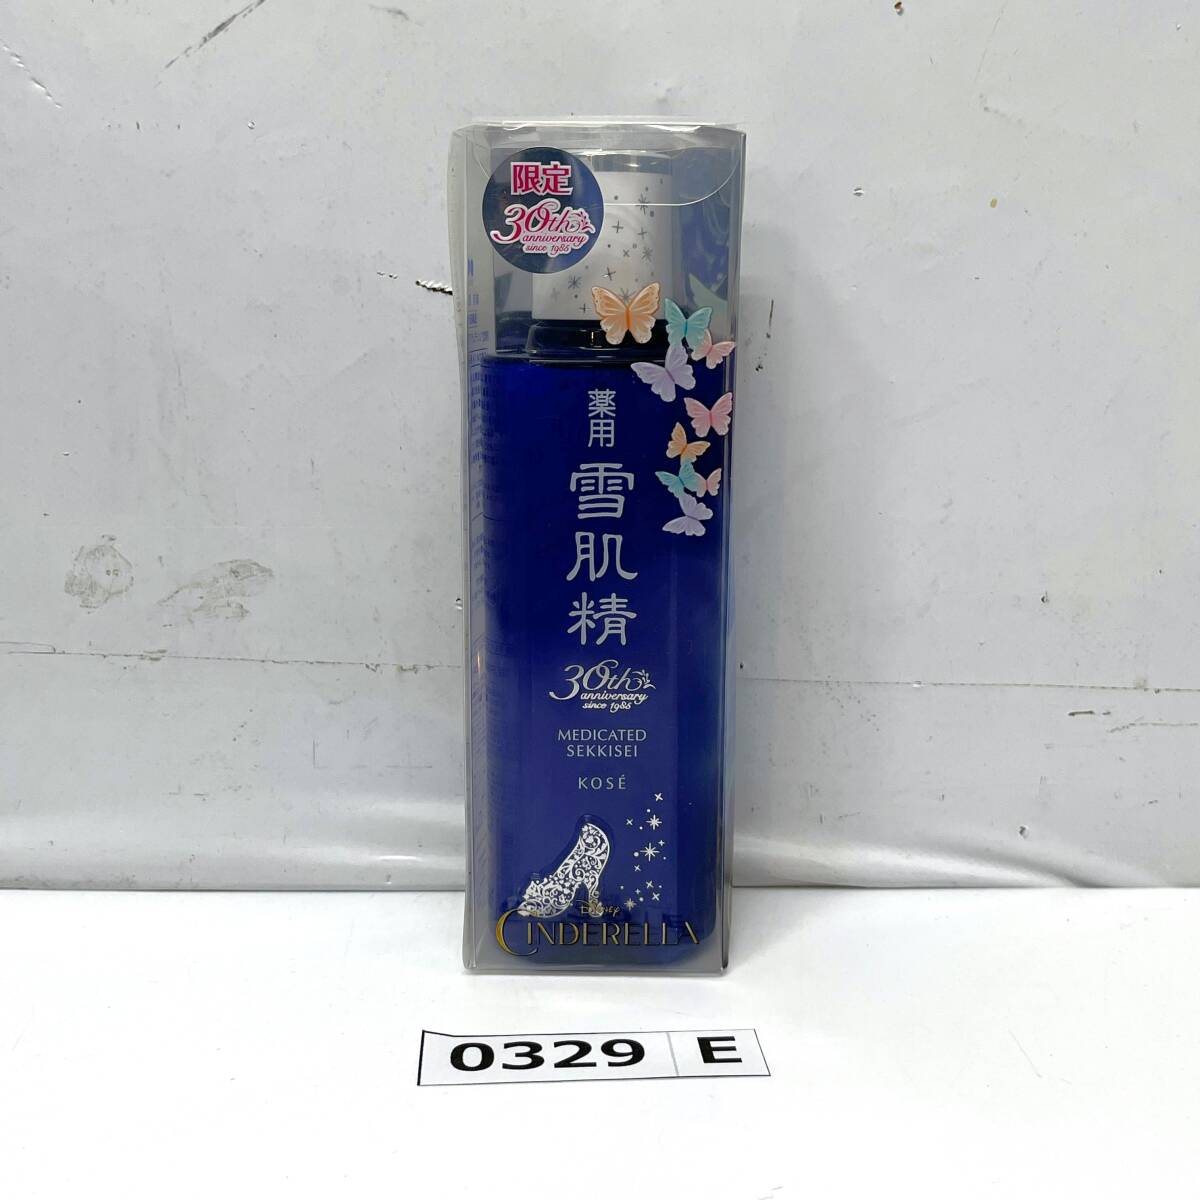 限定
30th
anniversary
since 1985
薬用
雪肌精
30th
anniversary
since 1985
MEDICATED
SEKKISEI
KOSÉ
Disney
CINDERELLA
0329 E